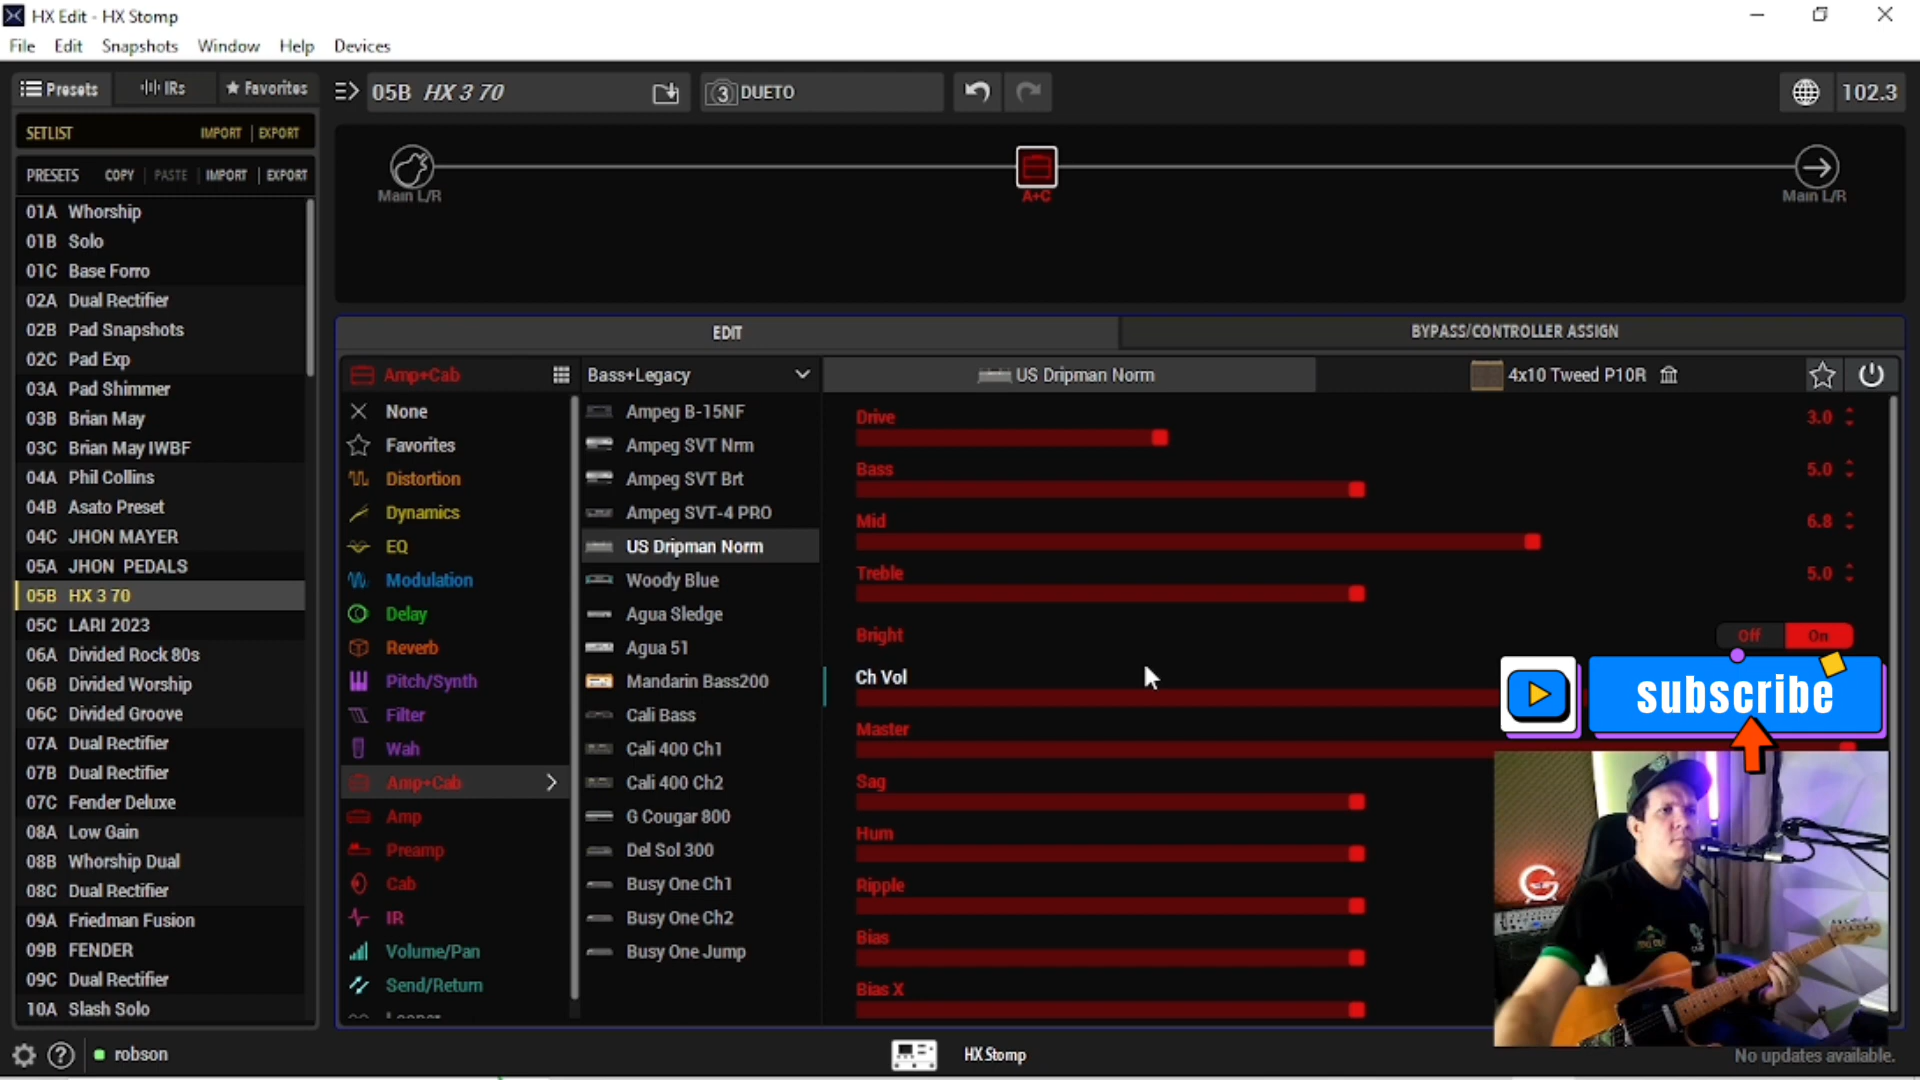 HX Edit - HX Stomp
File Edit Snapshots Window Help Devices
Presets IRs Favorites 05B HX 3 70 3 DUETO 102.3
SETLIST IMPORT | EXPORT
PRESETS COPY | PASTE | IMPORT | EXPORT
01A Whorship
01B Solo
01C Base Forro
02A Dual Rectifier
02B Pad Snapshots
02C Pad Exp
03A Pad Shimmer
03B Brian May
03C Brian May IWBF
04A Phil Collins
04B Asato Preset
04C JHON MAYER
05A JHON PEDALS
05B HX 3 70
05C LARI 2023
06A Divided Rock 80s
06B Divided Worship
06C Divided Groove
07A Dual Rectifier
07B Dual Rectifier
07C Fender Deluxe
08A Low Gain
08B Whorship Dual
08C Dual Rectifier
09A Friedman Fusion
09B FENDER
09C Dual Rectifier
10A Slash Solo
Main L/R A+C Main L/R
EDIT BYPASS/CONTROLLER ASSIGN
Amp+Cab Bass+Legacy US Dripman Norm 4x10 Tweed P10R
None
Favorites
Distortion
Dynamics
EQ
Modulation
Delay
Reverb
Pitch/Synth
Filter
Wah
Amp+Cab
Amp
Preamp
Cab
IR
Volume/Pan
Send/Return
Ampeg B-15NF
Ampeg SVT Nrm
Ampeg SVT Brt
Ampeg SVT-4 PRO
US Dripman Norm
Woody Blue
Agua Sledge
Agua 51
Mandarin Bass200
Cali Bass
Cali 400 Ch1
Cali 400 Ch2
G Cougar 800
Del Sol 300
Busy One Ch1
Busy One Ch2
Busy One Jump
Drive 3.0
Bass 5.0
Mid 6.8
Treble 5.0
Bright Off On
Ch Vol
Master
Sag
Hum
Ripple
Bias
Bias X
subscribe
G
robson HX Stomp No updates available.